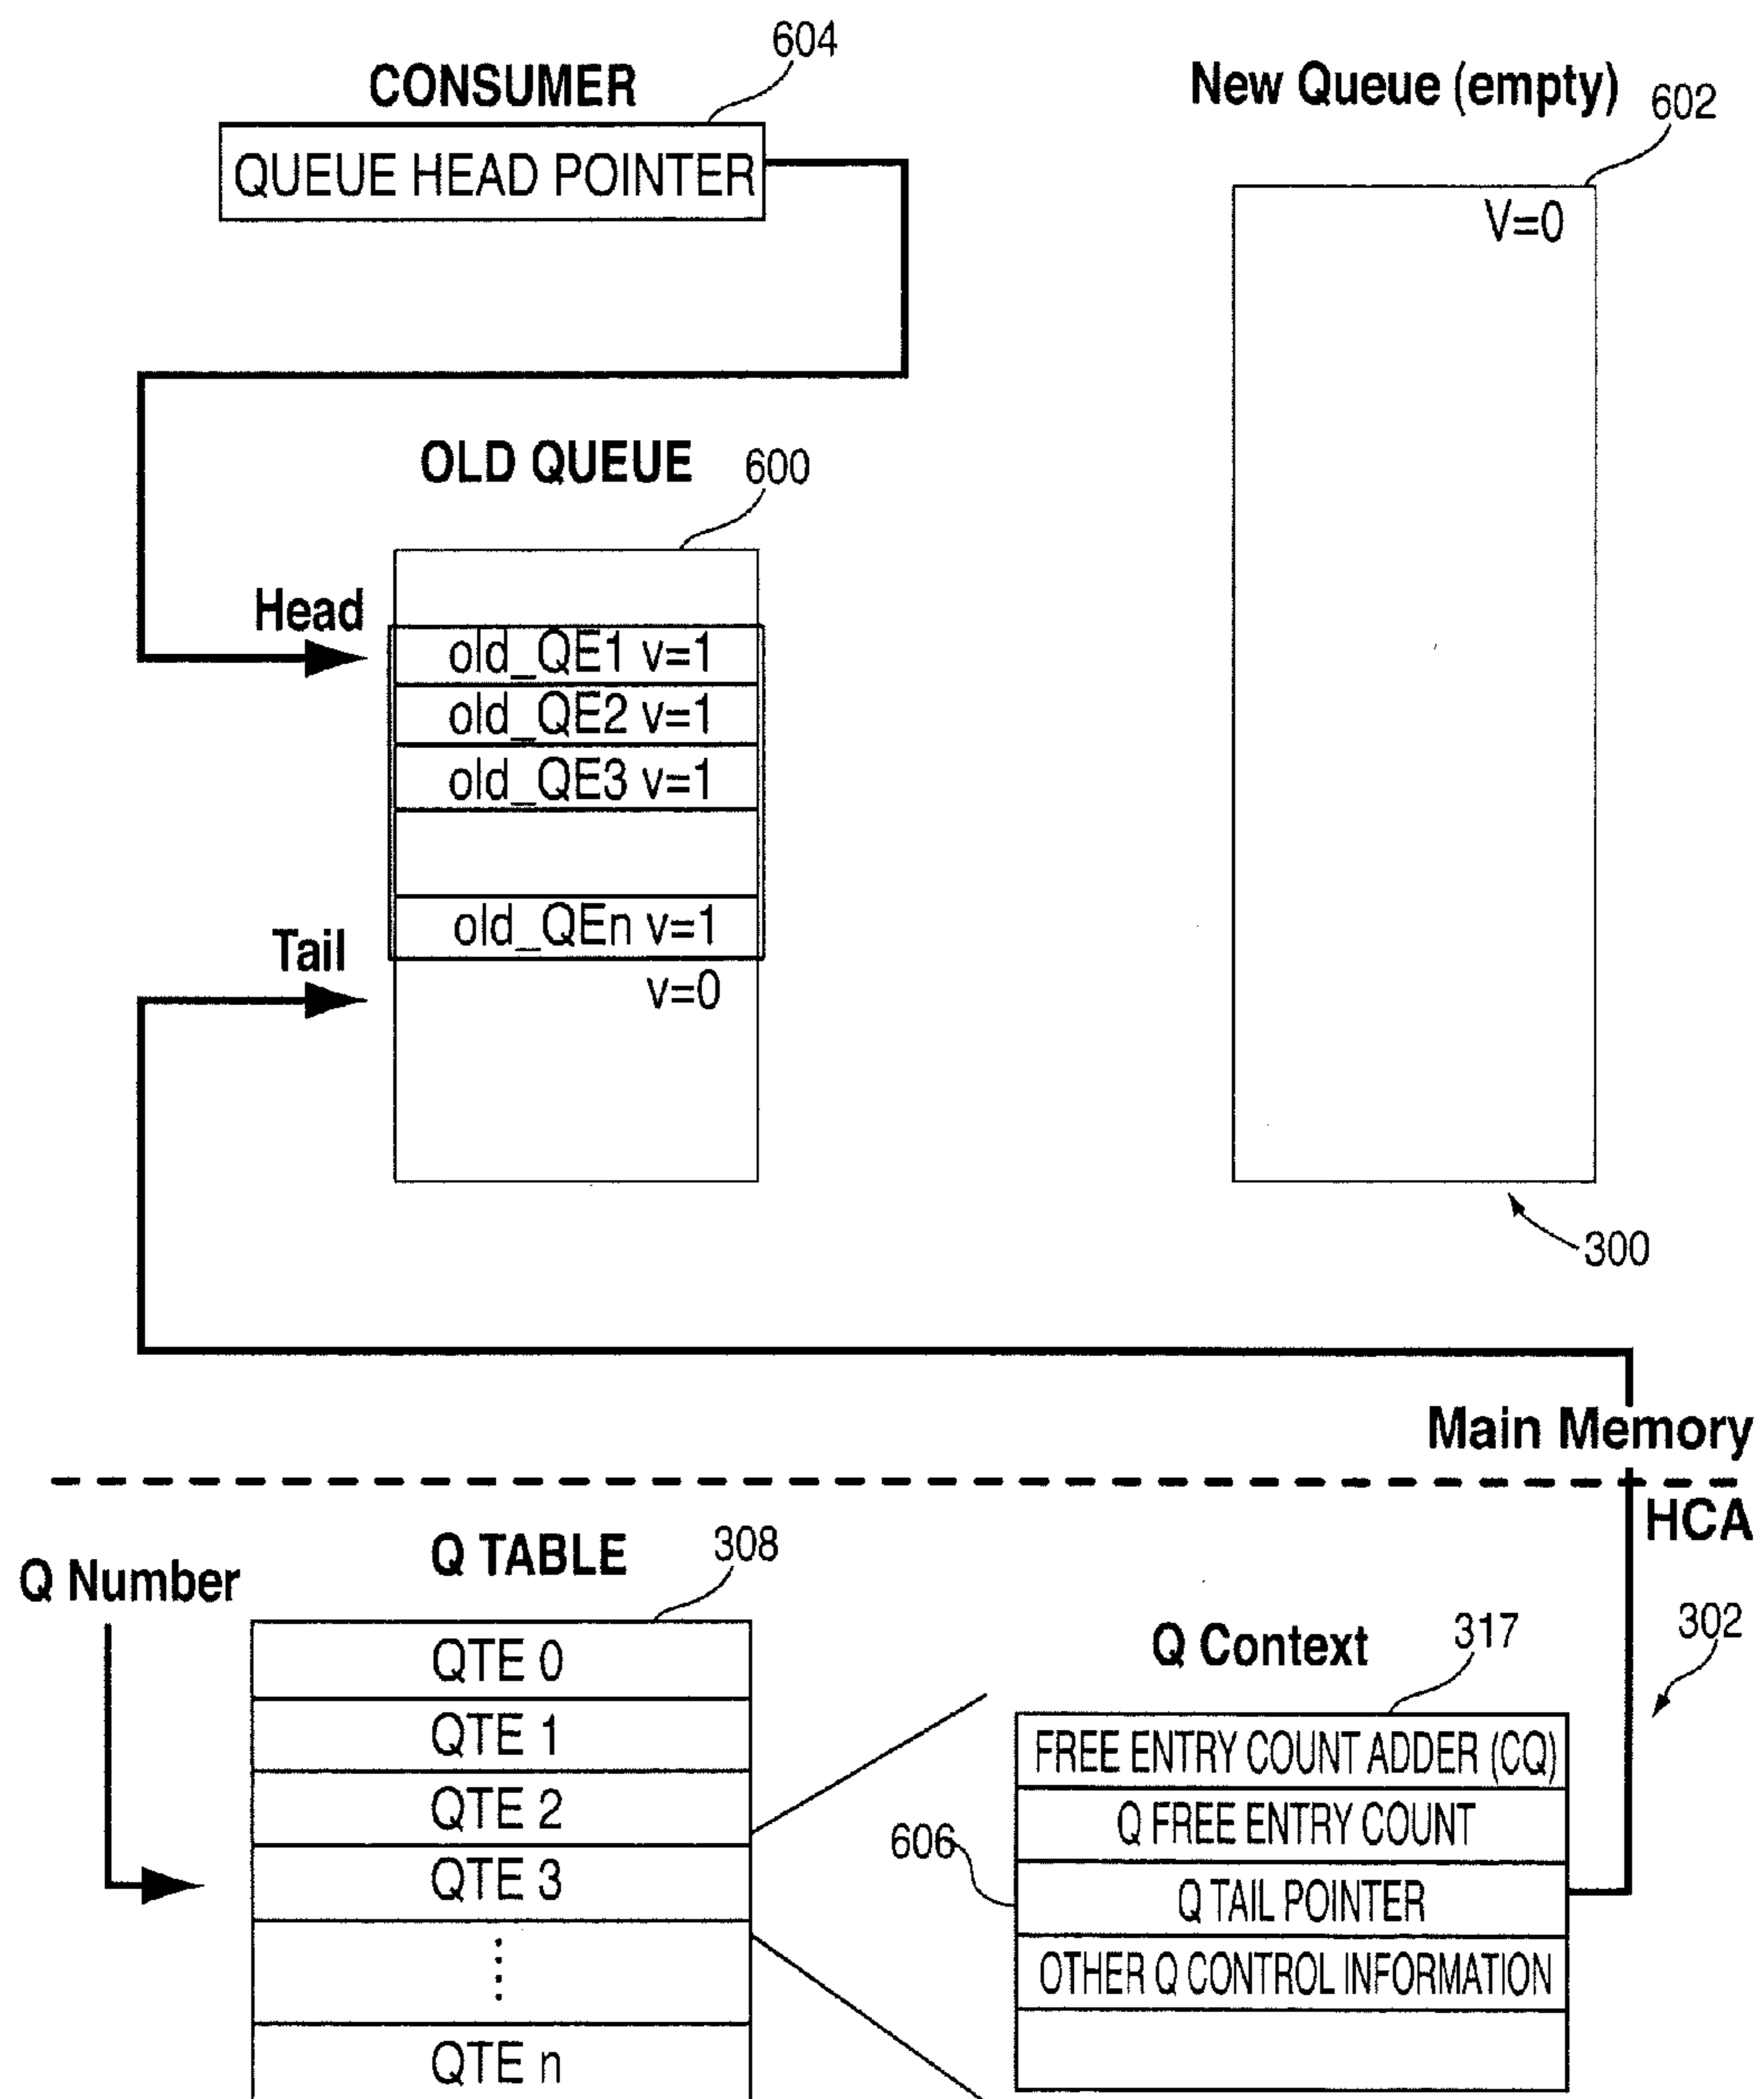 604
CONSUMER
QUEUE HEAD POINTER
New Queue (empty)
602
V=0
OLD QUEUE
600
Head
old_QE1 v=1
old_QE2 v=1
old_QE3 v=1
old_QEn v=1
Tail
v=0
300
Main Memory
HCA
Q Number
Q TABLE
308
QTE 0
QTE 1
QTE 2
QTE 3
QTE n
Q Context
317
302
FREE ENTRY COUNT ADDER (CQ)
Q FREE ENTRY COUNT
606
Q TAIL POINTER
OTHER Q CONTROL INFORMATION